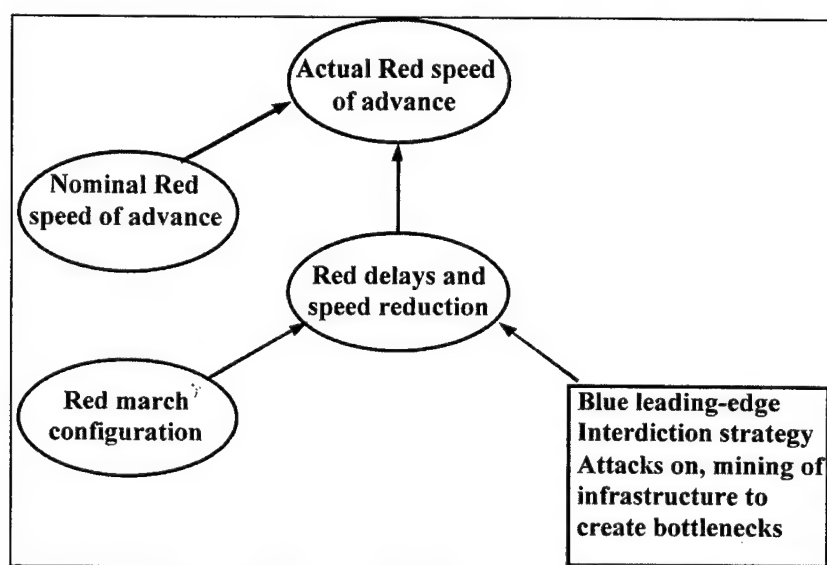 Actual Red speed
of advance
Nominal Red
speed of advance
Red delays and
speed reduction
Red march
configuration
Blue leading-edge
Interdiction strategy
Attacks on, mining of
infrastructure to
create bottlenecks